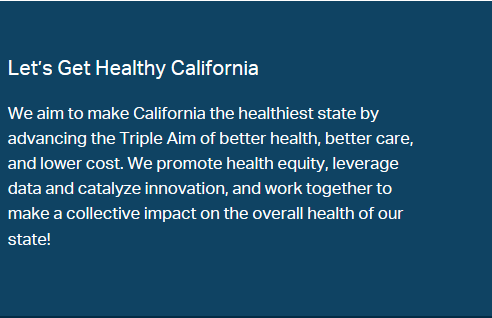 Let's Get Healthy California
We aim to make California the healthiest state by
advancing the Triple Aim of better health, better care,
and lower cost. We promote health equity, leverage
data and catalyze innovation, and work together to
make a collective impact on the overall health of our
state!